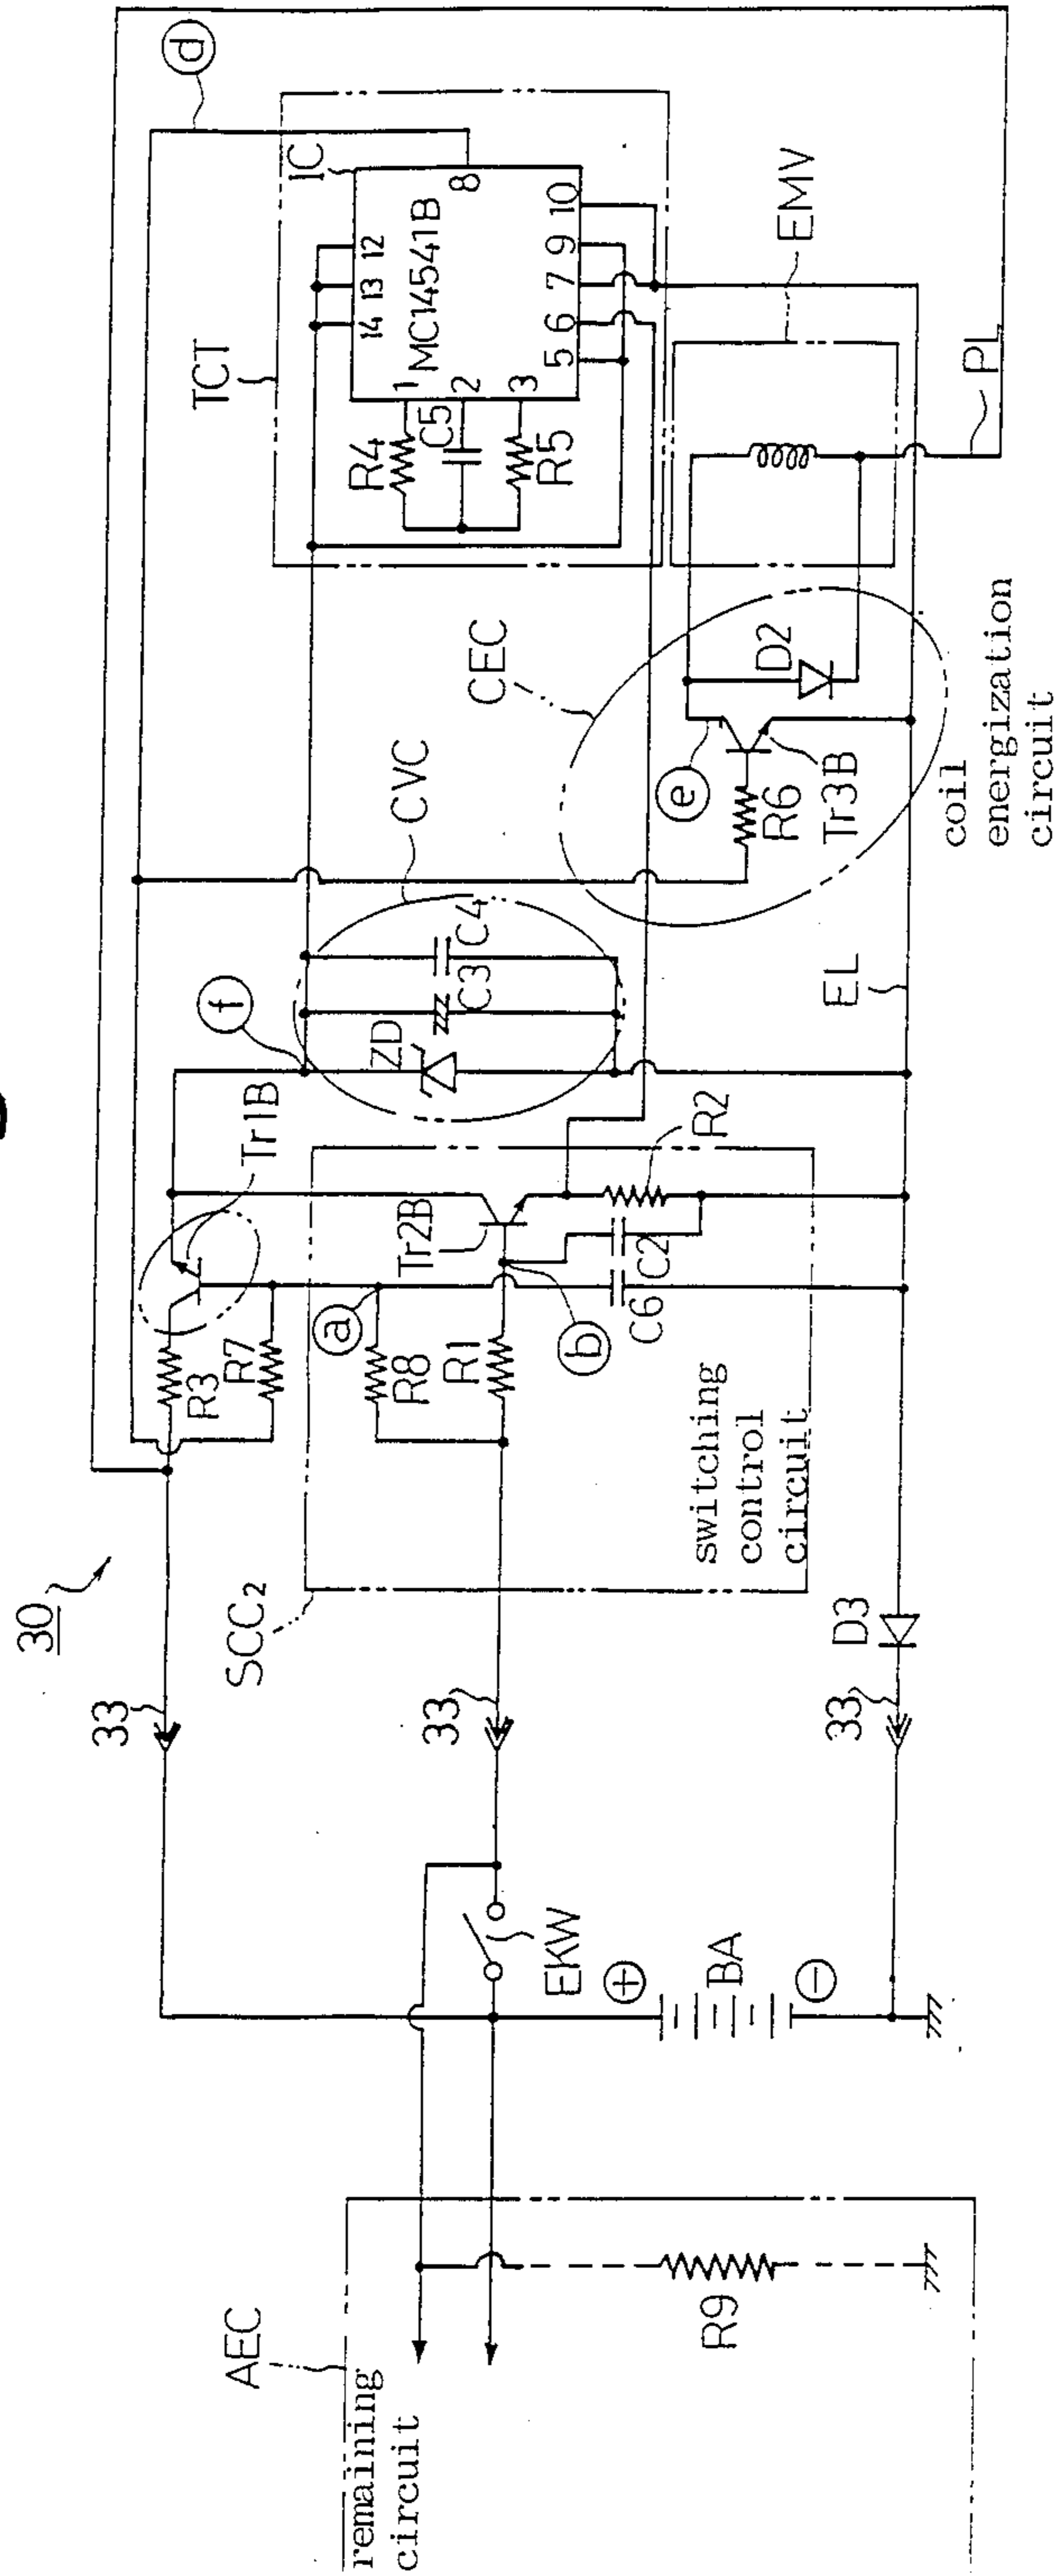 30
33
33
33
SCC2
switching
control
circuit
D3
EKW
BA
+
−
AEC
remaining
circuit
R9
R3
R7
R8
R1
a
b
C6
C2
R2
Tr1B
Tr2B
f
ZD
C3
C4
CVC
EL
CEC
e
R6
Tr3B
D2
coil
energization
circuit
TCT
IC
d
MC14541B
14 13 12
1
2
3
8
5 6 7 9 10
R4
C5
R5
EMV
PL